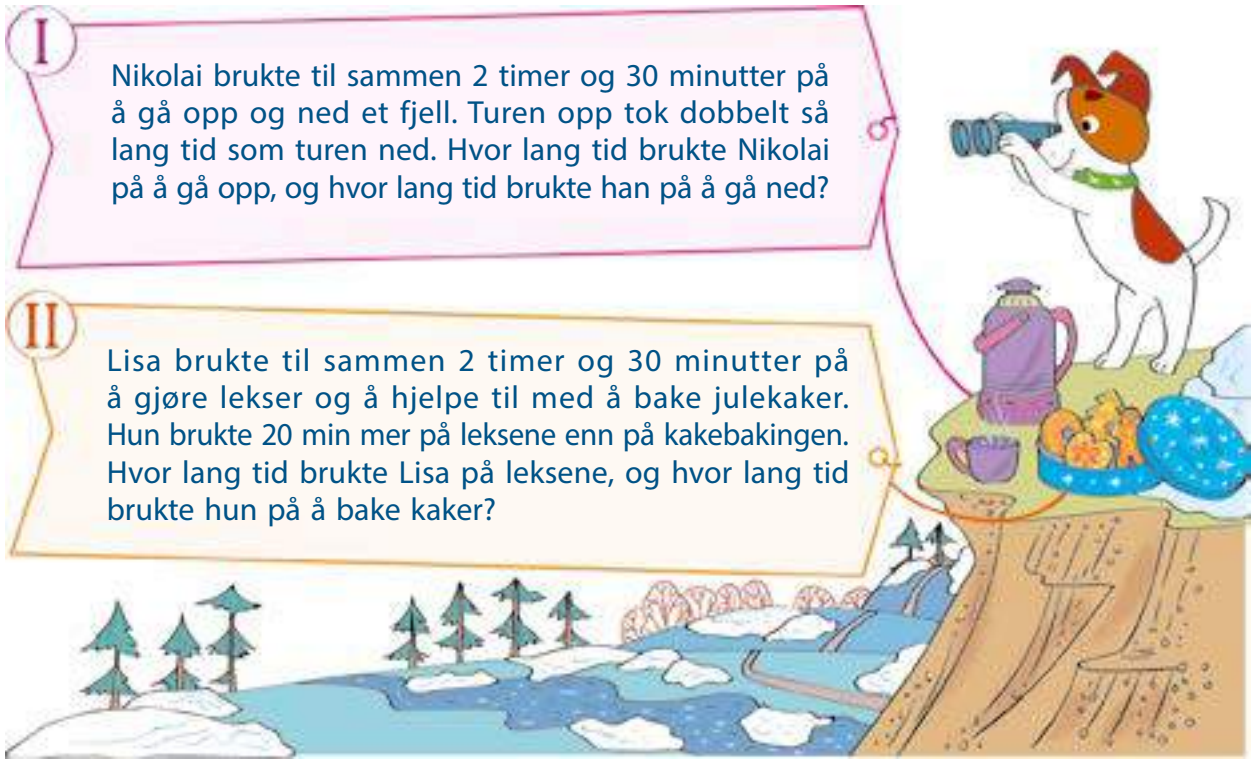 I
Nikolai brukte til sammen 2 timer og 30 minutter på
å gå opp og ned et fjell. Turen opp tok dobbelt så
lang tid som turen ned. Hvor lang tid brukte Nikolai
på å gå opp, og hvor lang tid brukte han på å gå ned?
II
Lisa brukte til sammen 2 timer og 30 minutter på
å gjøre lekser og å hjelpe til med å bake julekaker.
Hun brukte 20 min mer på leksene enn på kakebakingen.
Hvor lang tid brukte Lisa på leksene, og hvor lang tid
brukte hun på å bake kaker?